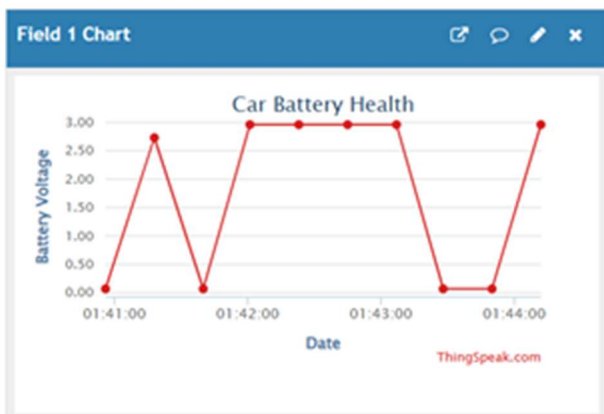 Field 1 Chart
Car Battery Health
Battery Voltage
3.00
2.50
2.00
1.50
1.00
0.50
0.00
01:41:00 01:42:00 01:43:00 01:44:00
Date
ThingSpeak.com